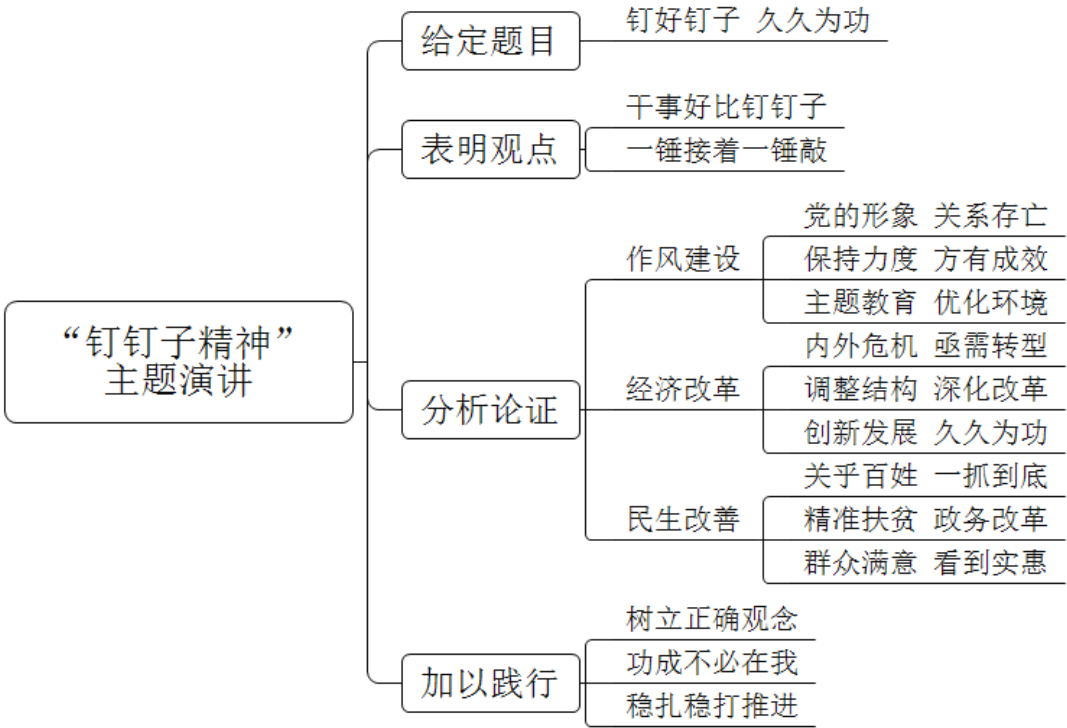 “钉钉子精神”
主题演讲
给定题目
钉好钉子 久久为功
表明观点
干事好比钉钉子
一锤接着一锤敲
分析论证
作风建设
党的形象 关系存亡
保持力度 方有成效
主题教育 优化环境
经济改革
内外危机 亟需转型
调整结构 深化改革
创新发展 久久为功
民生改善
关乎百姓 一抓到底
精准扶贫 政务改革
群众满意 看到实惠
加以践行
树立正确观念
功成不必在我
稳扎稳打推进